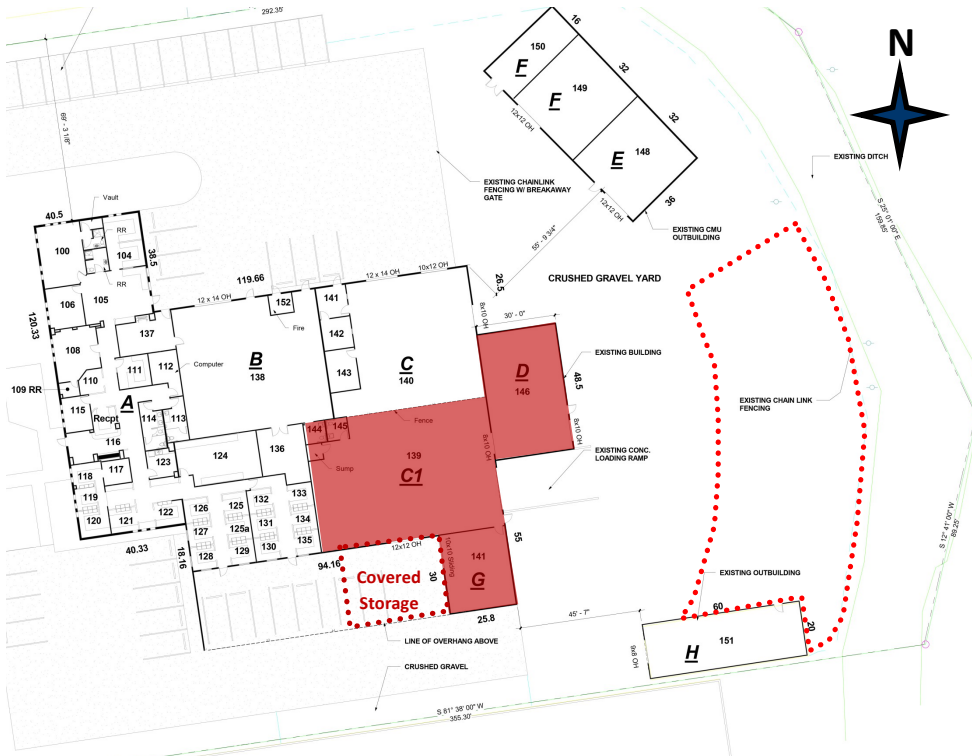 292.35'
69' - 3 1/8"
16
150
F
32
149
F
12x12 OH
32
148
E
12x12 OH
36
N
EXISTING DITCH
EXISTING CHAINLINK
FENCING W/ BREAKAWAY
GATE
S 25° 01' 00" E
159.85'
EXISTING CMU
OUTBUILDING
55' - 9 3/4"
Vault
40.5
RR
100
104
38.5
RR
119.66
12 x 14 OH
10x12 OH
26.5
CRUSHED GRAVEL YARD
106
105
12 x 14 OH
152
141
8x10 OH
30' - 0"
120.33
137
Fire
142
EXISTING BUILDING
108
B
138
C
140
D
146
48.5
111
112
Computer
143
109 RR
110
A
EXISTING CHAIN LINK
FENCING
115
Recpt
114
113
Fence
116
144
145
8x10 OH
8x10 OH
EXISTING CONC.
LOADING RAMP
124
136
139
C1
Sump
123
118
117
119
133
132
126
125
122
121
120
134
131
127
125a
S 12° 41' 00" W
89.25'
135
130
128
129
55
40.33
18.16
94.16
12x12 OH
10x10 Sliding
141
G
30
Covered
Storage
EXISTING OUTBUILDING
60
25.8
45' - 7"
20
151
H
9x8 OH
LINE OF OVERHANG ABOVE
CRUSHED GRAVEL
S 81° 38' 00" W
355.30'